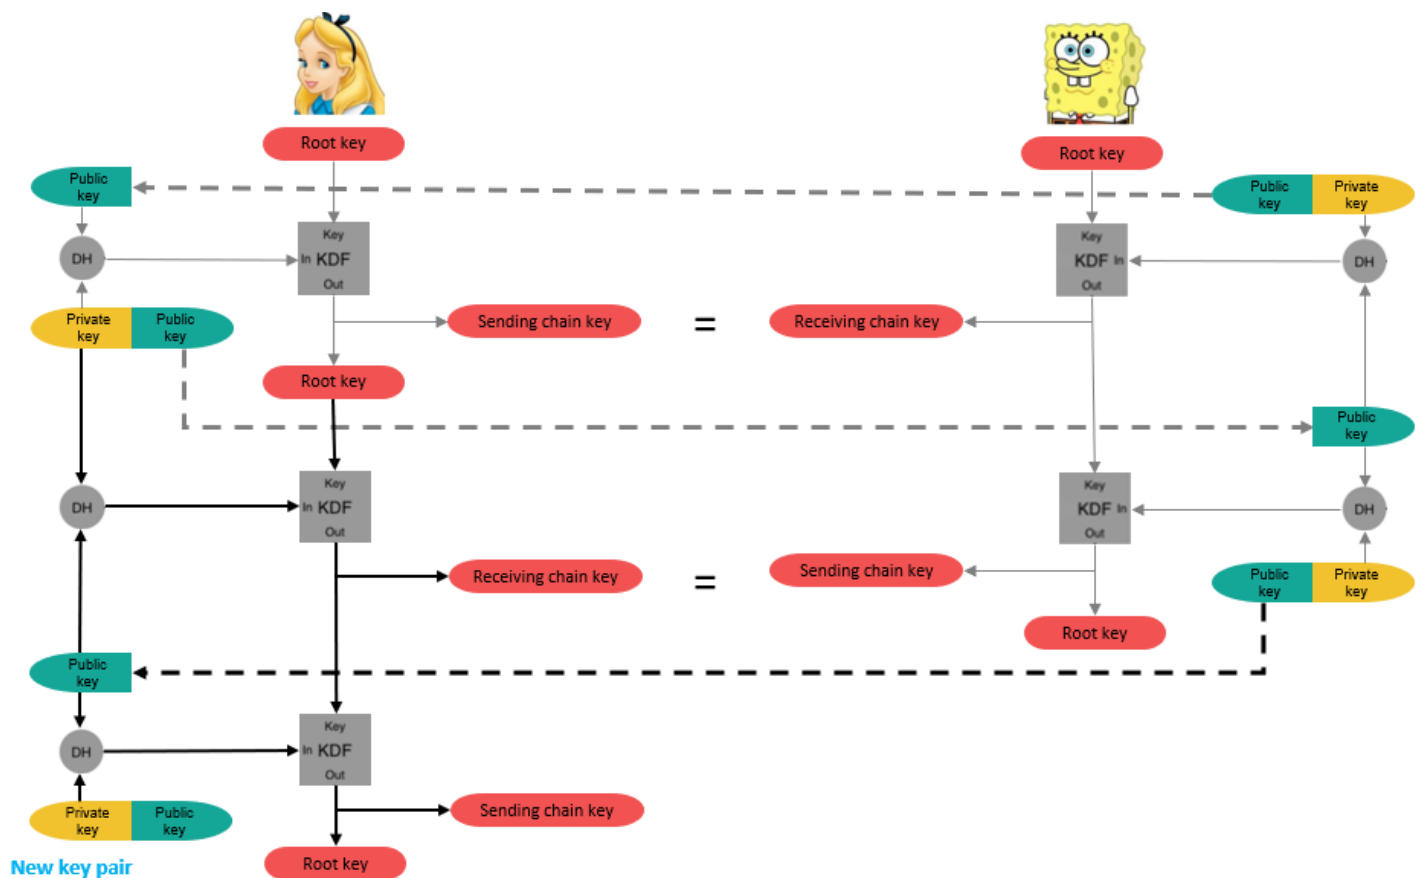 Root key
Root key
Public
key
Public
key
Private
key
Key
In KDF
Out
DH
Key
KDF In
Out
DH
Private
key
Public
key
Sending chain key
=
Receiving chain key
Root key
Public
key
DH
Key
In KDF
Out
Key
KDF In
Out
DH
Receiving chain key
=
Sending chain key
Public
key
Private
key
Root key
Public
key
DH
Key
In KDF
Out
Private
key
Public
key
Sending chain key
Root key
New key pair